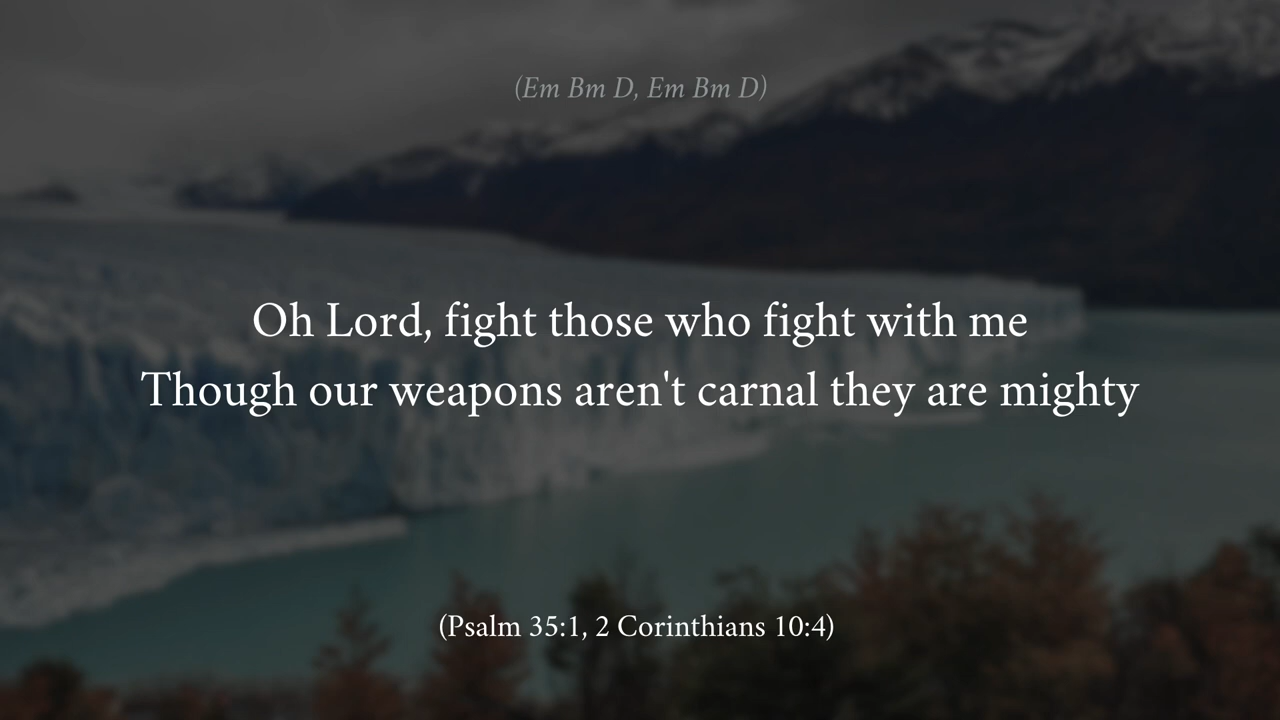 (Em Bm D, Em Bm D)
Oh Lord, fight those who fight with me
Though our weapons aren't carnal they are mighty
(Psalm 35:1, 2 Corinthians 10:4)